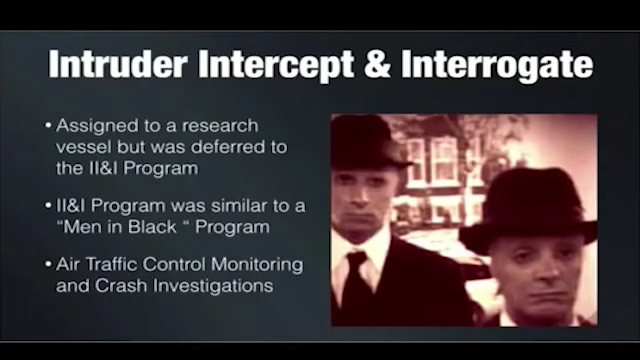 Intruder Intercept & Interrogate
• Assigned to a research
vessel but was deferred to
the II&I Program
• II&I Program was similar to a
“Men in Black “ Program
• Air Traffic Control Monitoring
and Crash Investigations